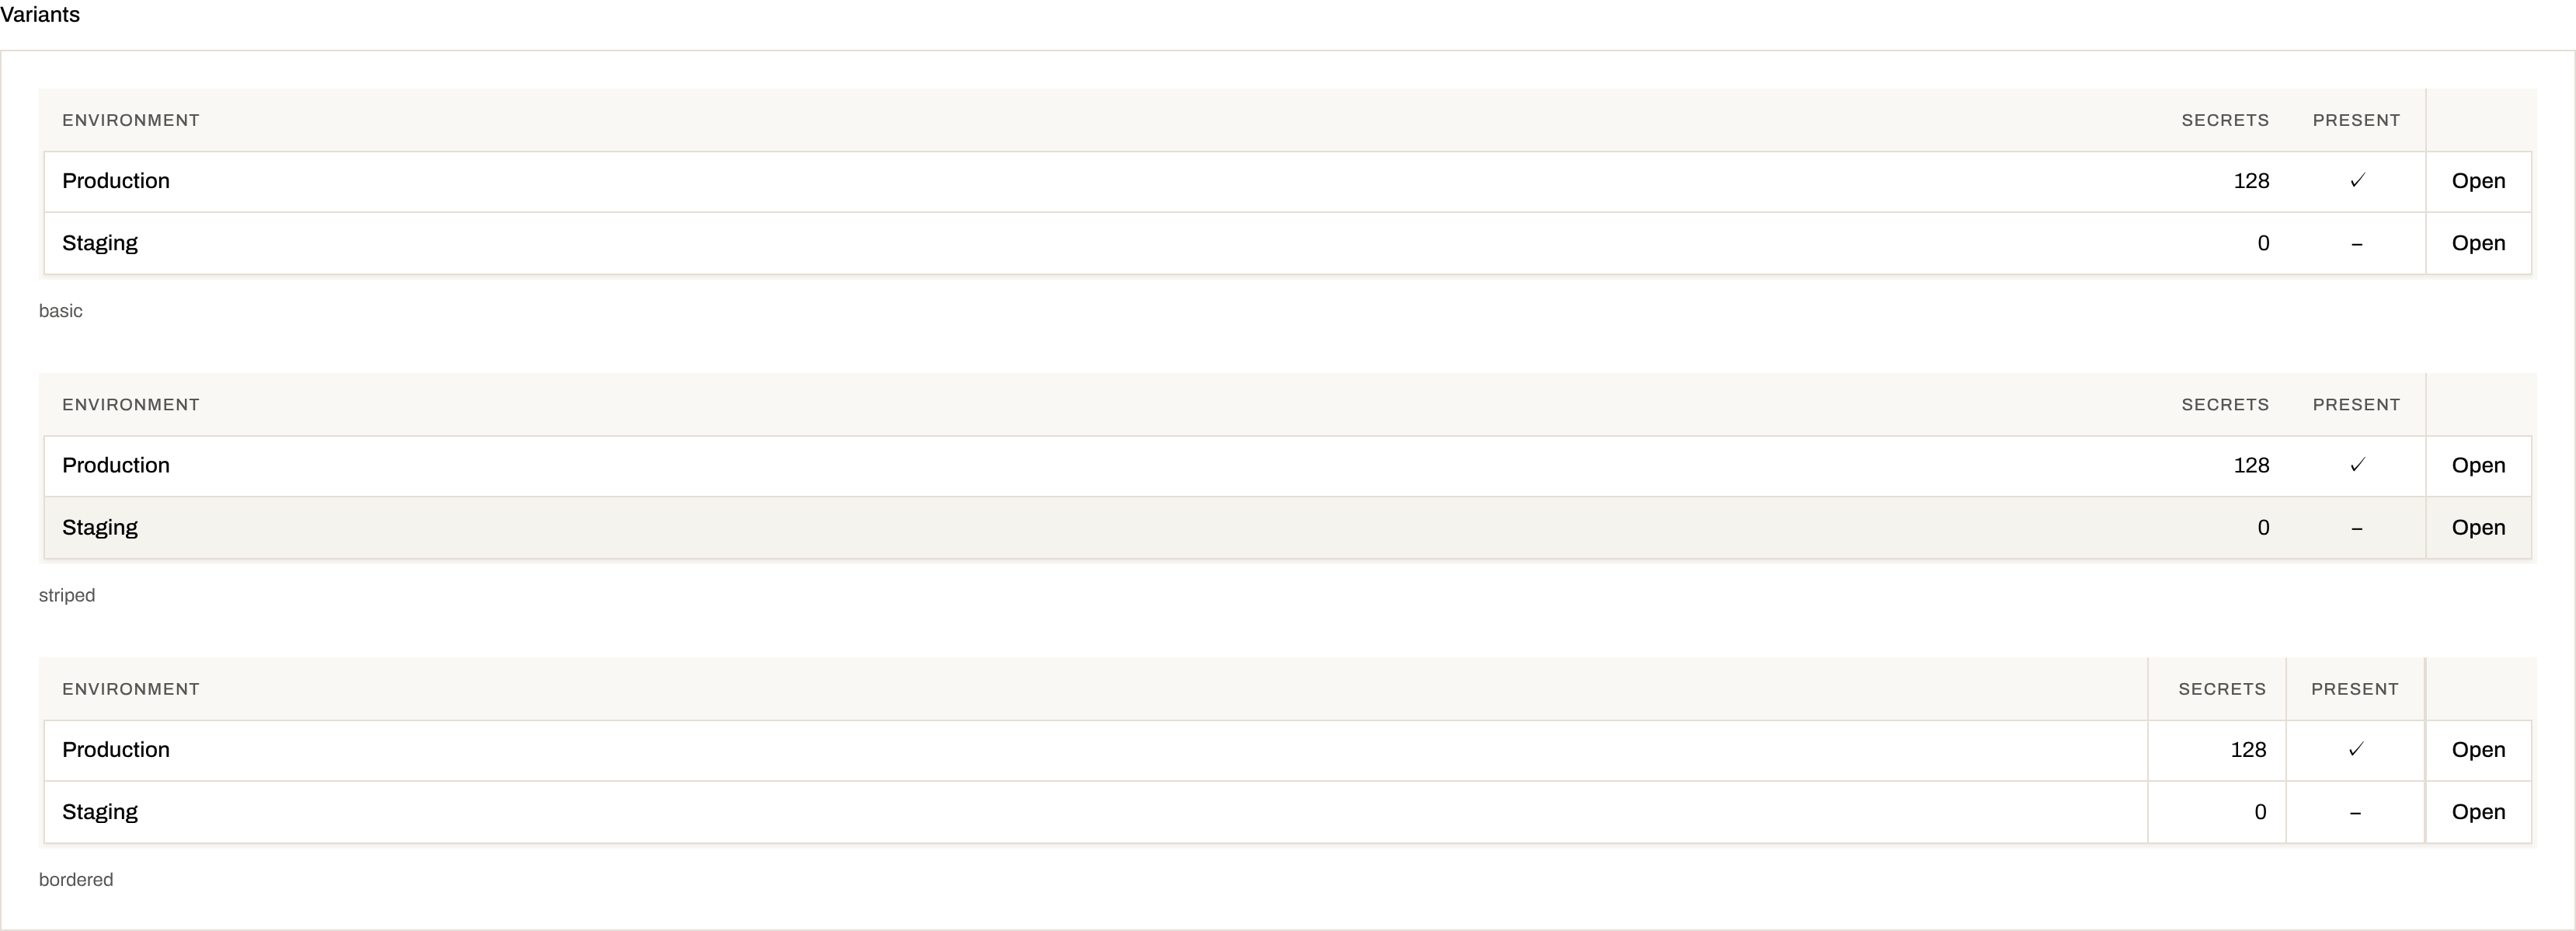 Variants
ENVIRONMENT SECRETS PRESENT
Production 128 ✓ Open
Staging 0 – Open
basic
ENVIRONMENT SECRETS PRESENT
Production 128 ✓ Open
Staging 0 – Open
striped
ENVIRONMENT SECRETS PRESENT
Production 128 ✓ Open
Staging 0 – Open
bordered